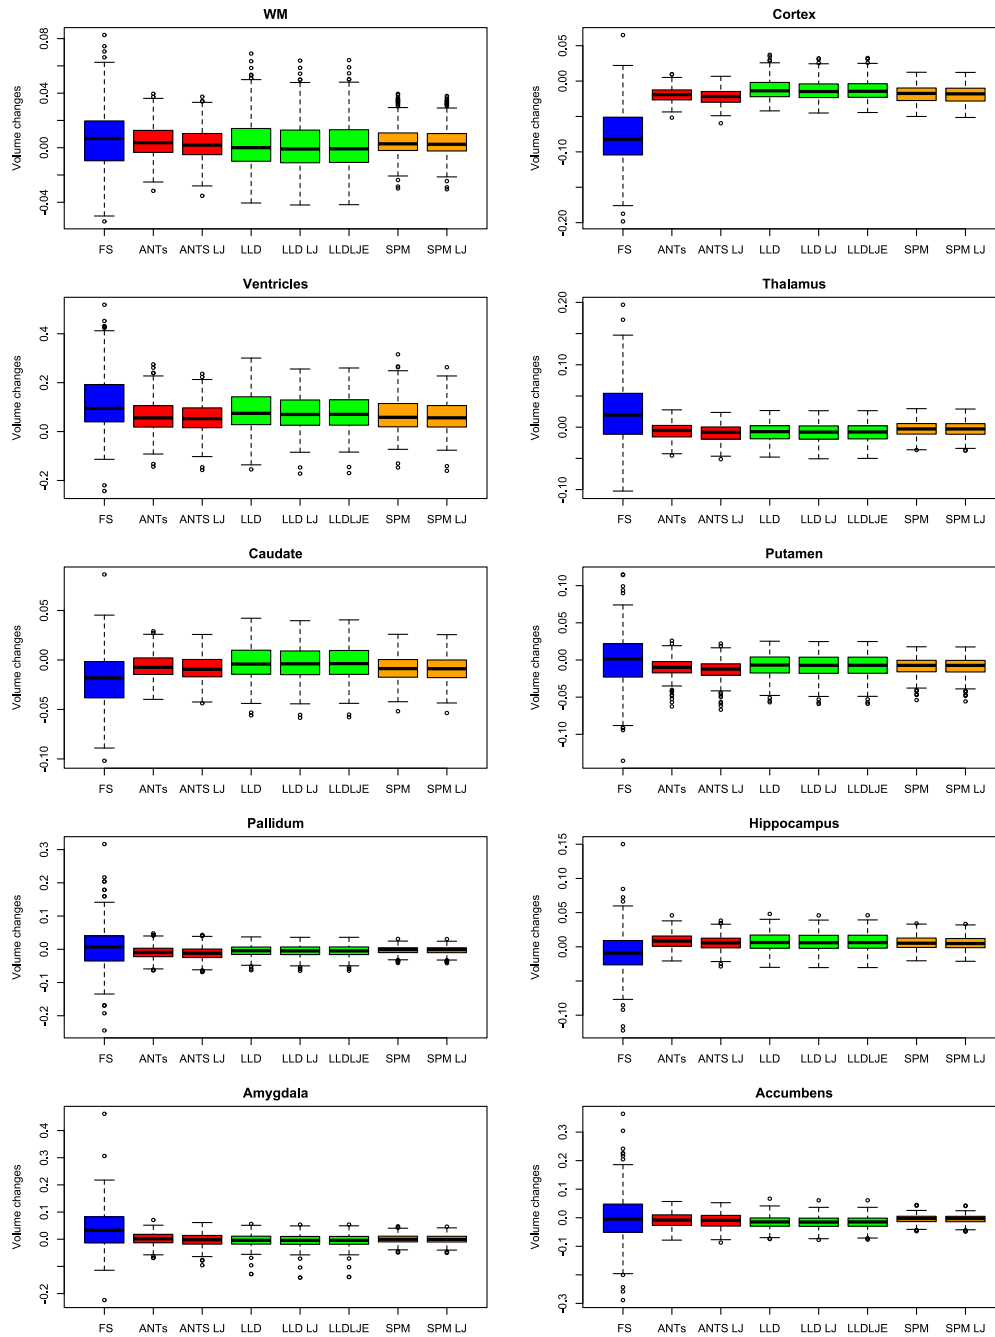 WM
Volume changes
0.08
0.04
0.00
-0.04
FS ANTs ANTS LJ LLD LLD LJ LLDLJE SPM SPM LJ
Cortex
Volume changes
0.05
0.00
-0.10
-0.20
FS ANTs ANTS LJ LLD LLD LJ LLDLJE SPM SPM LJ
Ventricles
Volume changes
0.4
0.2
0.0
-0.2
FS ANTs ANTS LJ LLD LLD LJ LLDLJE SPM SPM LJ
Thalamus
Volume changes
0.20
0.10
0.00
-0.10
FS ANTs ANTS LJ LLD LLD LJ LLDLJE SPM SPM LJ
Caudate
Volume changes
0.05
0.00
-0.05
-0.10
FS ANTs ANTS LJ LLD LLD LJ LLDLJE SPM SPM LJ
Putamen
Volume changes
0.10
0.05
0.00
-0.05
-0.10
FS ANTs ANTS LJ LLD LLD LJ LLDLJE SPM SPM LJ
Pallidum
Volume changes
0.3
0.2
0.1
0.0
-0.1
-0.2
FS ANTs ANTS LJ LLD LLD LJ LLDLJE SPM SPM LJ
Hippocampus
Volume changes
0.15
0.10
0.05
0.00
-0.10
FS ANTs ANTS LJ LLD LLD LJ LLDLJE SPM SPM LJ
Amygdala
Volume changes
0.4
0.3
0.2
0.1
0.0
-0.2
FS ANTs ANTS LJ LLD LLD LJ LLDLJE SPM SPM LJ
Accumbens
Volume changes
0.3
0.2
0.1
0.0
-0.1
-0.3
FS ANTs ANTS LJ LLD LLD LJ LLDLJE SPM SPM LJ